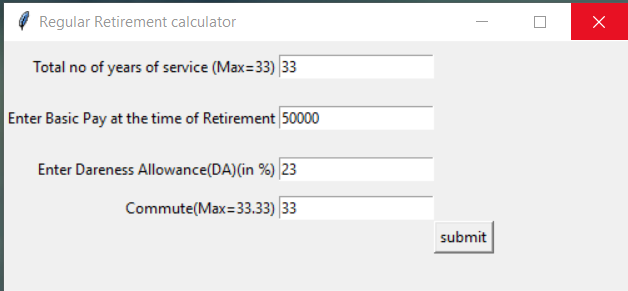 Regular Retirement calculator
Total no of years of service (Max=33) 33
Enter Basic Pay at the time of Retirement 50000
Enter Dareness Allowance(DA)(in %) 23
Commute(Max=33.33) 33
submit